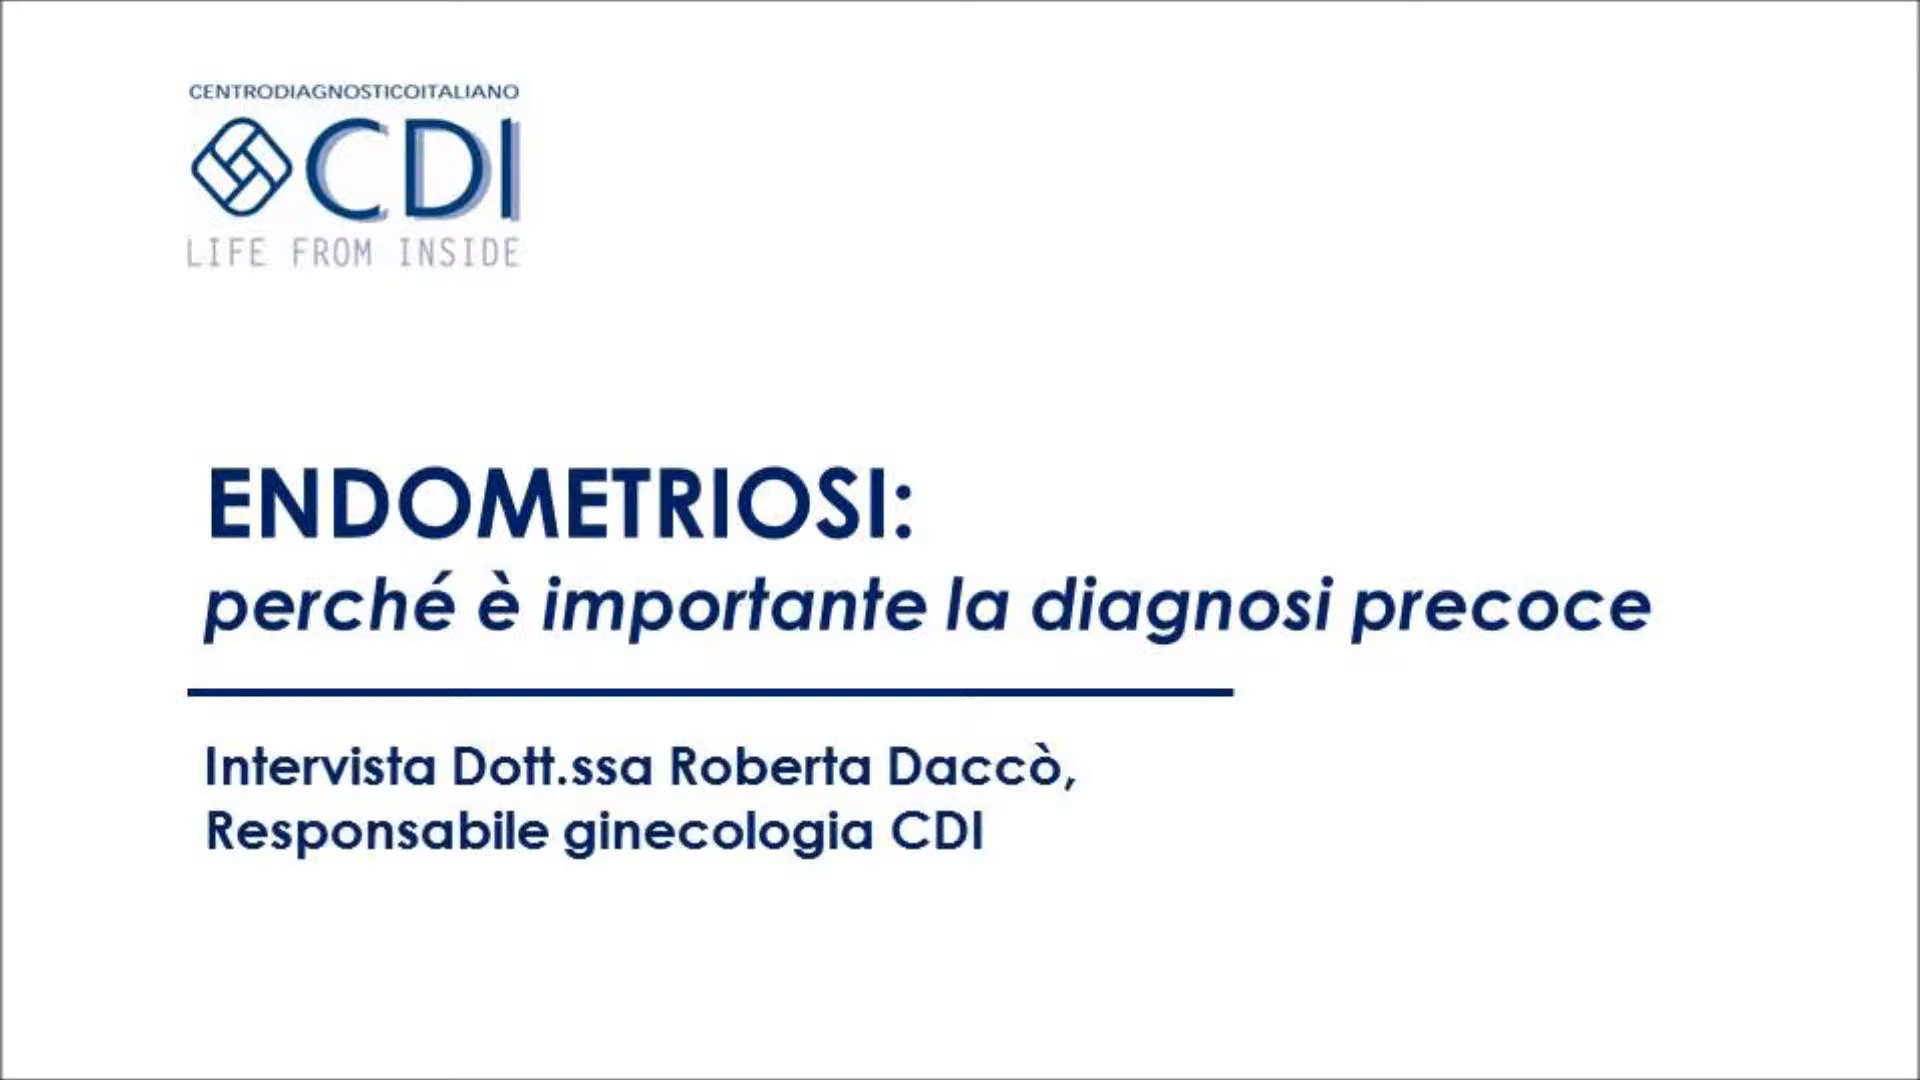 CENTRODIAGNOSTICOITALIANO
CDI
LIFE FROM INSIDE
ENDOMETRIOSI:
perché è importante la diagnosi precoce
Intervista Dott.ssa Roberta Daccò,
Responsabile ginecologia CDI